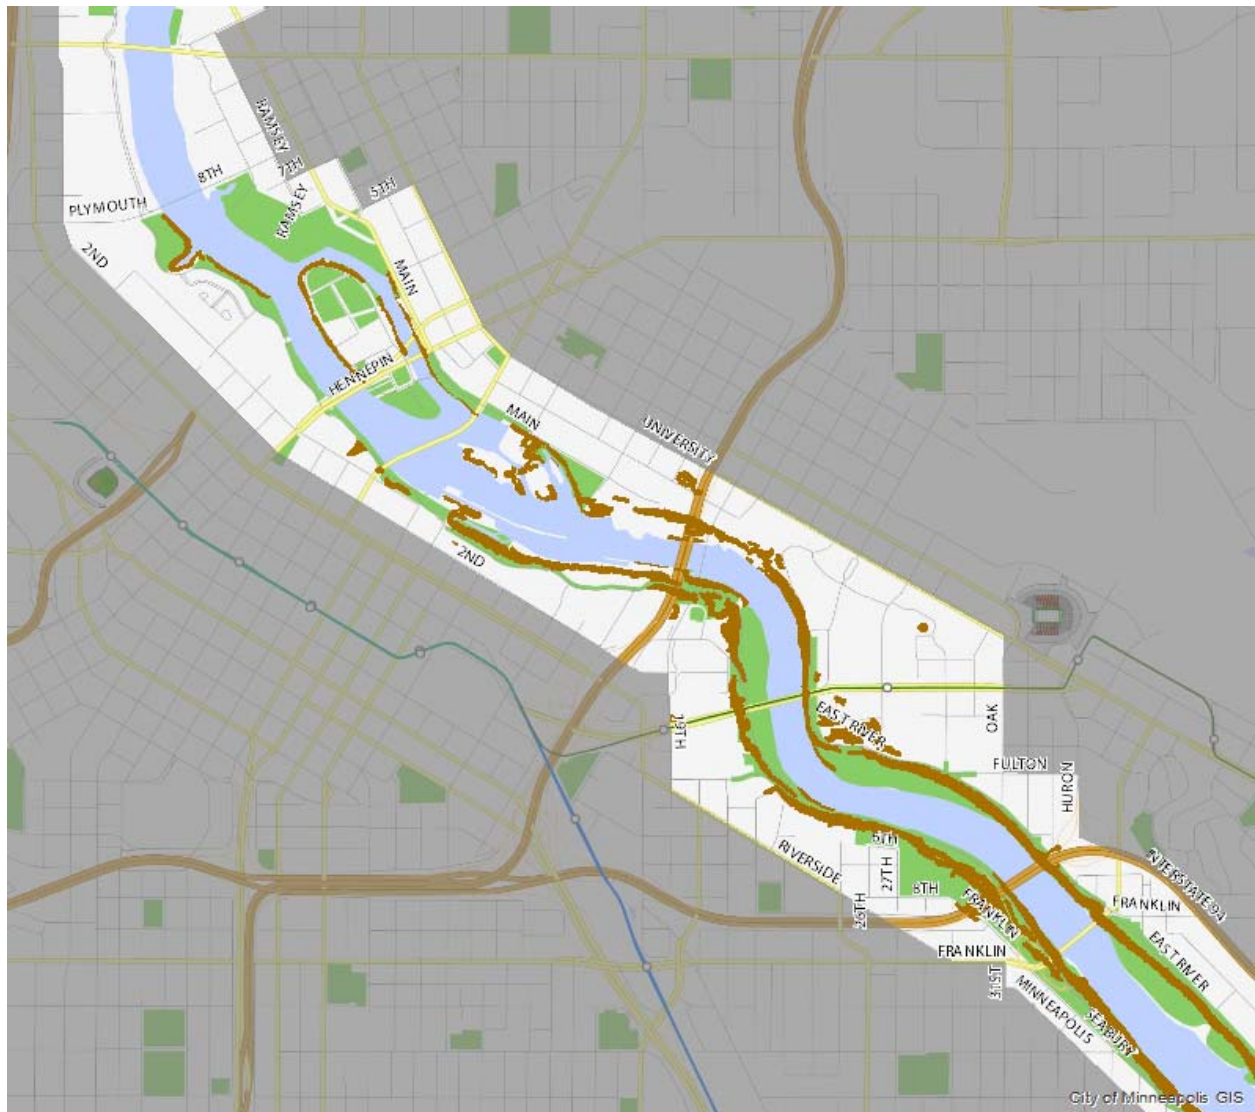 RAMSEY
7TH
8TH
5TH
RAMSEY
PLYMOUTH
2ND
MAIN
HENNEPIN
MAIN
UNIVERSITY
2ND
19TH
EAST RIVER
OAK
FULTON
HURON
6TH
RIVERSIDE
27TH
8TH
26TH
INTERSTATE 94
FRANKLIN
FRANKLIN
FRANKLIN
EAST RIVER
31ST
MINNEAPOLIS
SEABURY
City of Minneapolis GIS